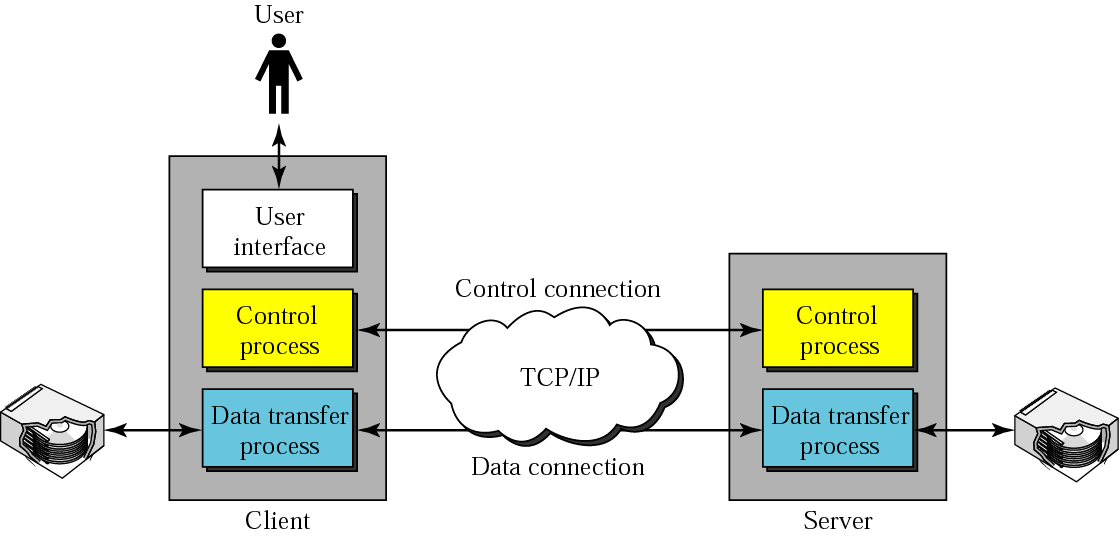 User
User
interface
Control connection
Control
process
Control
process
TCP/IP
Data transfer
process
Data transfer
process
Data connection
Client
Server